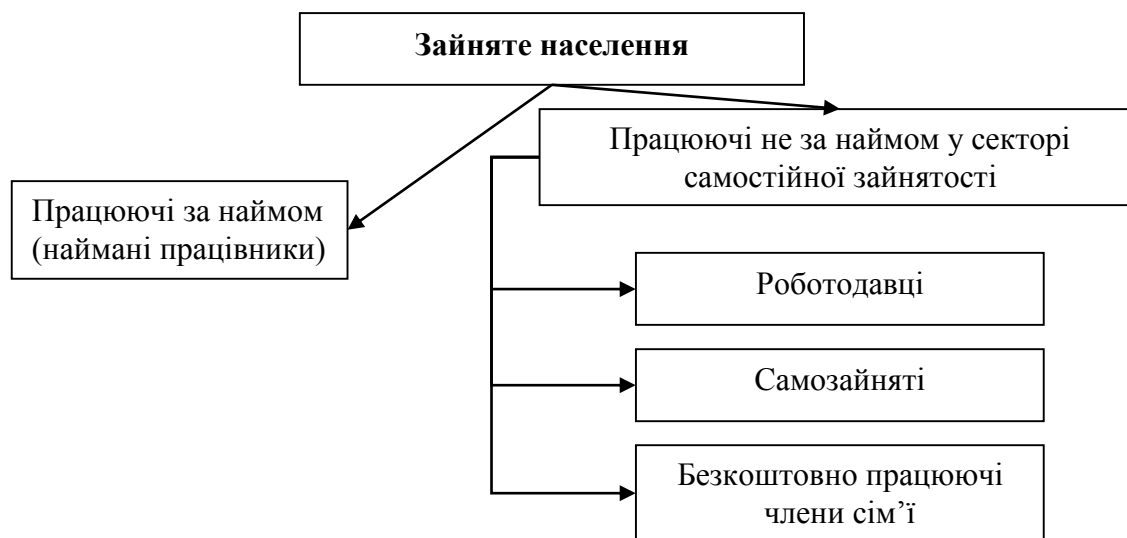 Зайняте населення
Працюючі не за наймом у секторі
самостійної зайнятості
Працюючі за наймом
(наймані працівники)
Роботодавці
Самозайняті
Безкоштовно працюючі
члени сім’ї